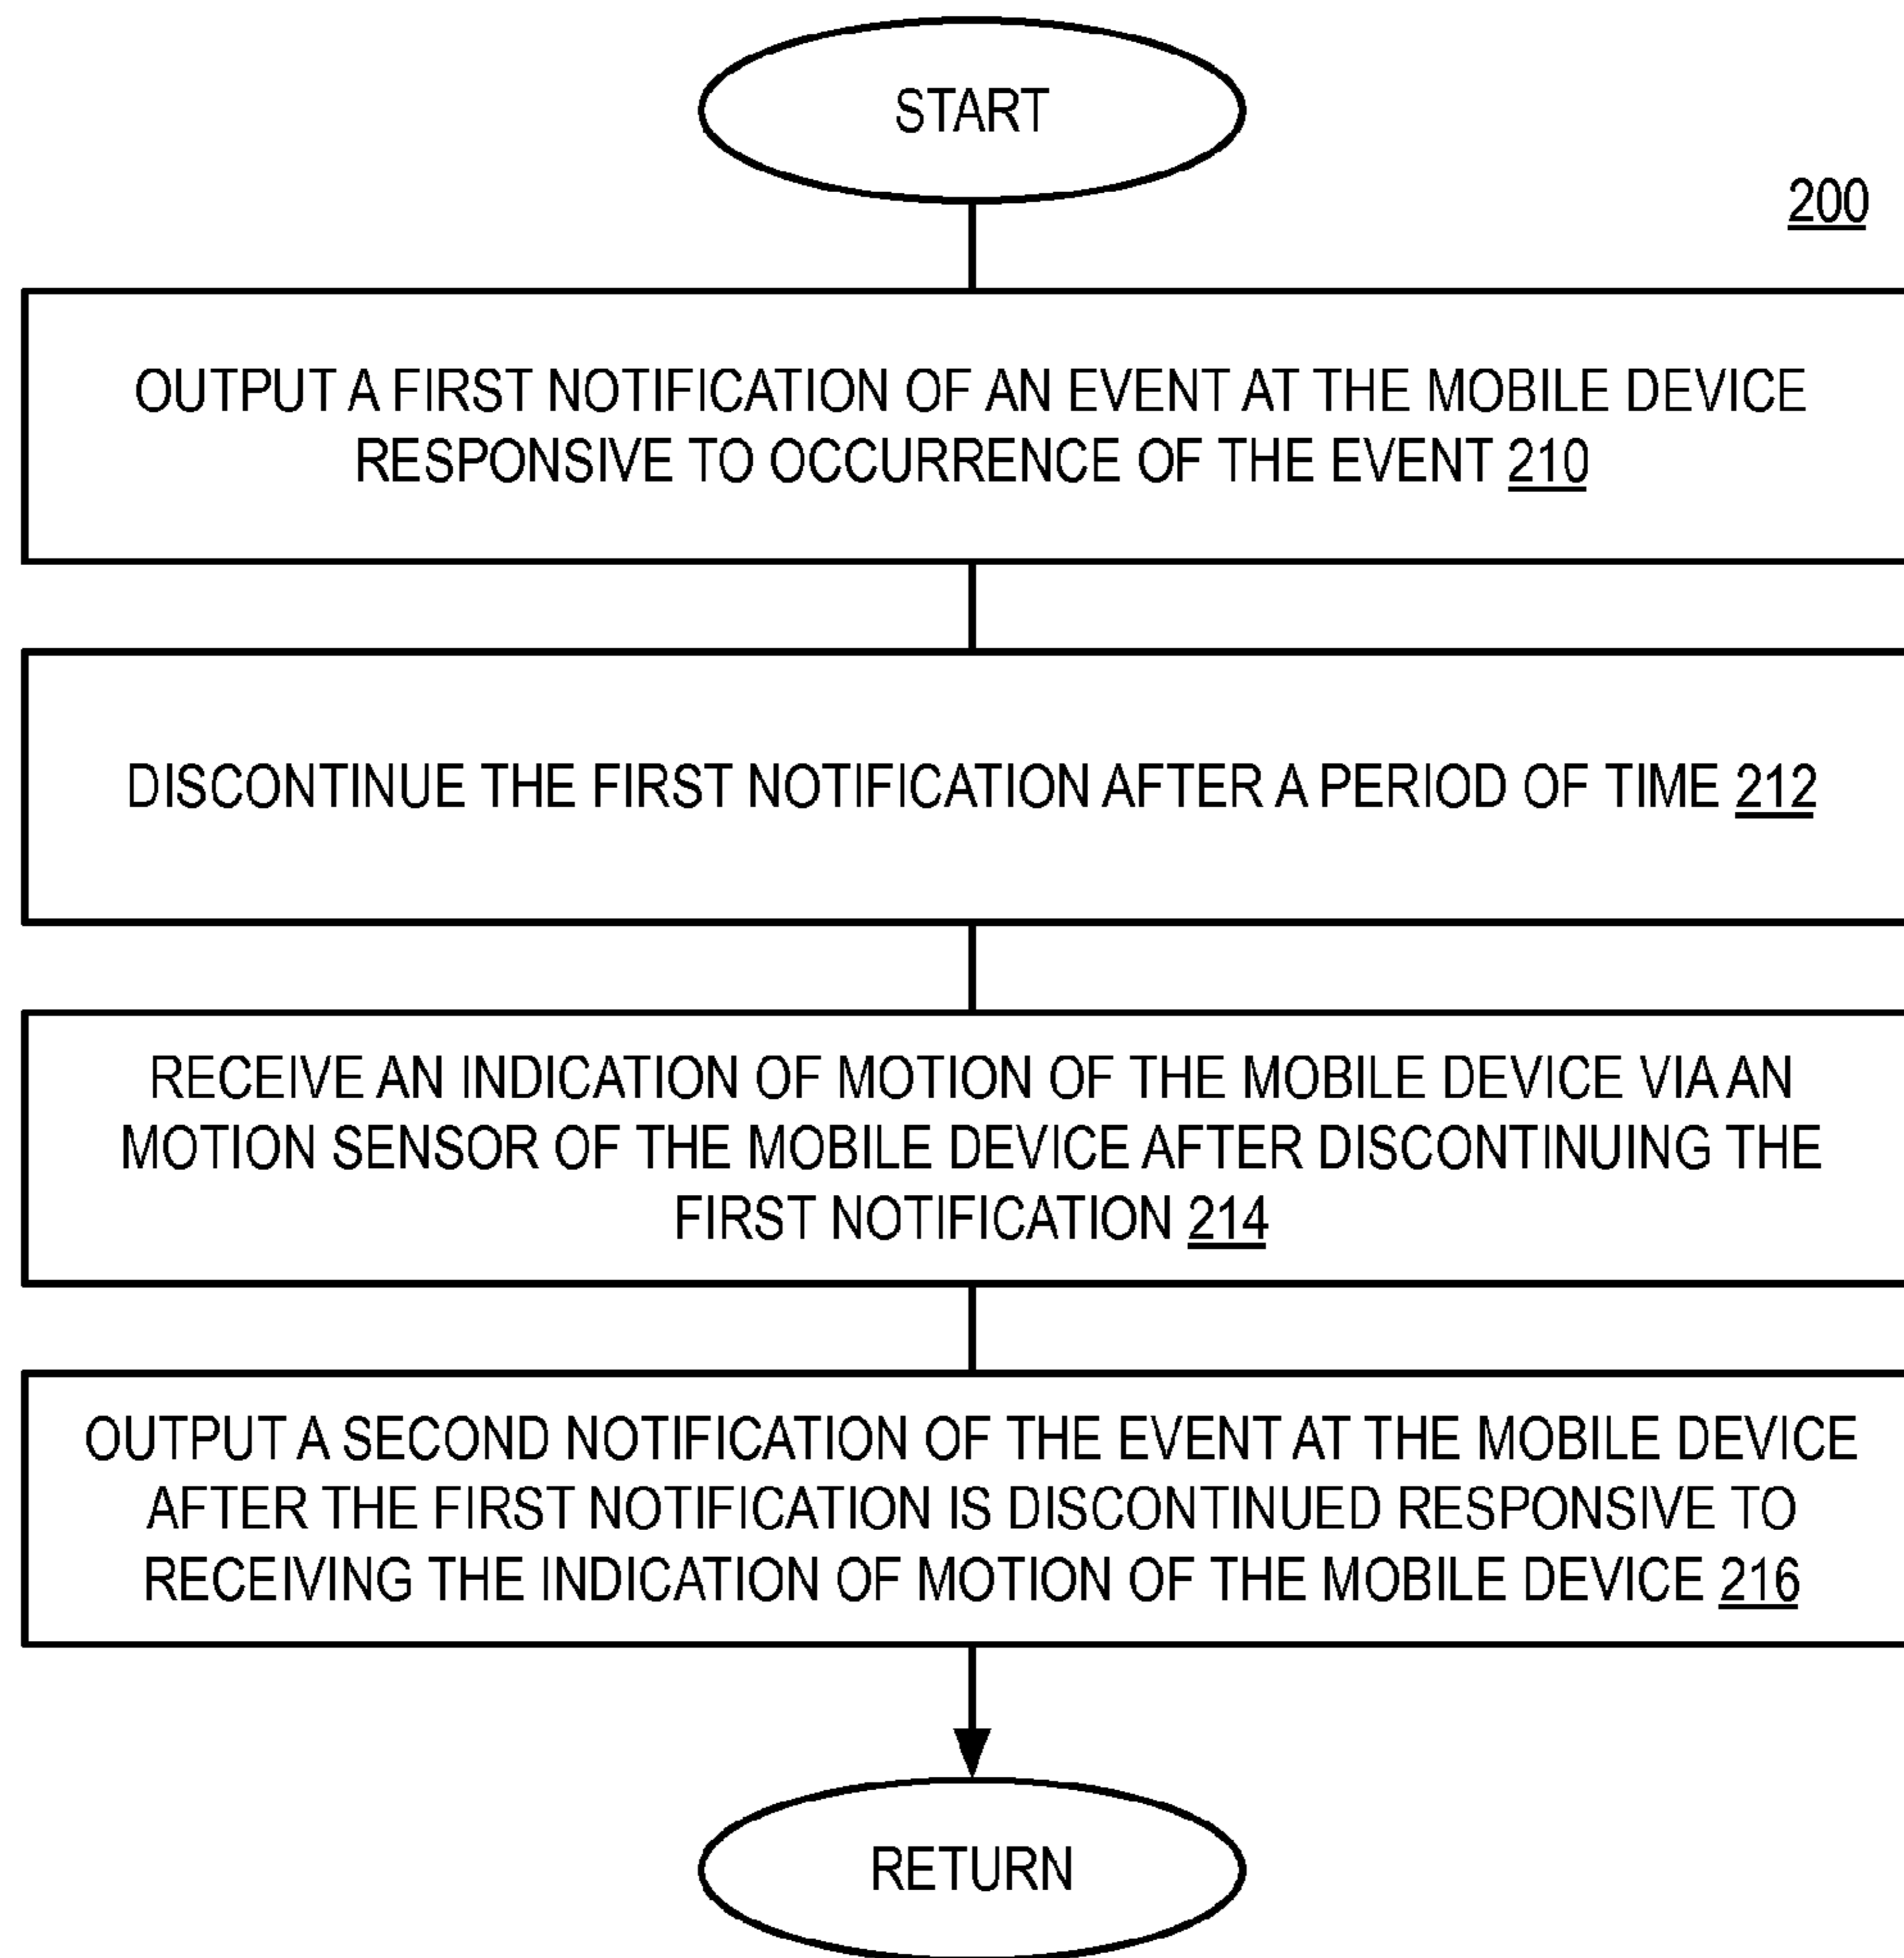 START
200
OUTPUT A FIRST NOTIFICATION OF AN EVENT AT THE MOBILE DEVICE
RESPONSIVE TO OCCURRENCE OF THE EVENT 210
DISCONTINUE THE FIRST NOTIFICATION AFTER A PERIOD OF TIME 212
RECEIVE AN INDICATION OF MOTION OF THE MOBILE DEVICE VIA AN
MOTION SENSOR OF THE MOBILE DEVICE AFTER DISCONTINUING THE
FIRST NOTIFICATION 214
OUTPUT A SECOND NOTIFICATION OF THE EVENT AT THE MOBILE DEVICE
AFTER THE FIRST NOTIFICATION IS DISCONTINUED RESPONSIVE TO
RECEIVING THE INDICATION OF MOTION OF THE MOBILE DEVICE 216
RETURN